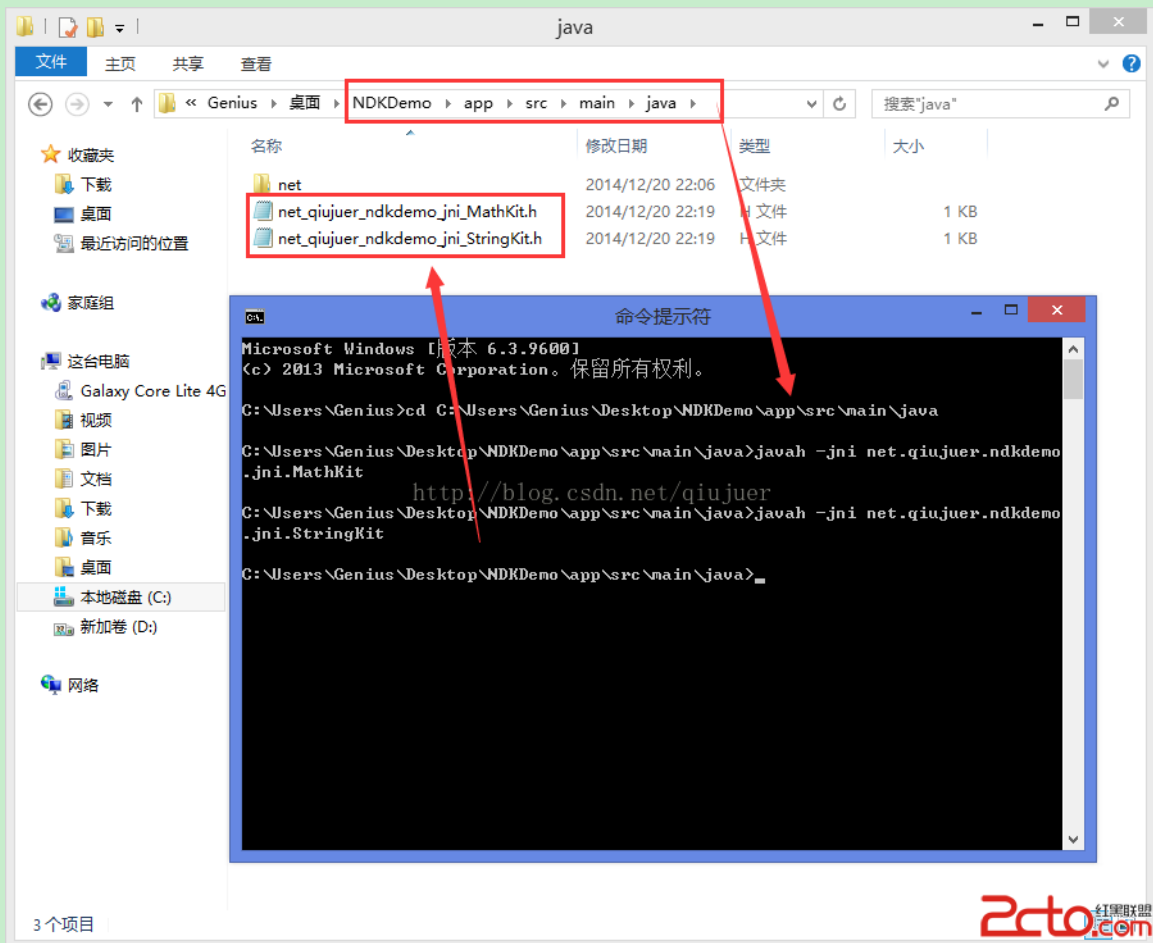 java
文件 主页 共享 查看
« Genius 桌面 NDKDemo app src main java 搜索"java"
名称 修改日期 类型 大小
net 2014/12/20 22:06 文件夹
net_qiujuer_ndkdemo_jni_MathKit.h 2014/12/20 22:19 H 文件 1 KB
net_qiujuer_ndkdemo_jni_StringKit.h 2014/12/20 22:19 H 文件 1 KB
收藏夹
下载
桌面
最近访问的位置
家庭组
这台电脑
Galaxy Core Lite 4G
视频
图片
文档
下载
音乐
桌面
本地磁盘 (C:)
新加卷 (D:)
网络
3 个项目
命令提示符
Microsoft Windows [版本 6.3.9600]
(c) 2013 Microsoft Corporation。保留所有权利。
C:\Users\Genius>cd C:\Users\Genius\Desktop\NDKDemo\app\src\main\java
C:\Users\Genius\Desktop\NDKDemo\app\src\main\java>javah -jni net.qiujuer.ndkdemo
.jni.MathKit
http://blog.csdn.net/qiujuer
C:\Users\Genius\Desktop\NDKDemo\app\src\main\java>javah -jni net.qiujuer.ndkdemo
.jni.StringKit
C:\Users\Genius\Desktop\NDKDemo\app\src\main\java>_
2cto.com 红黑联盟